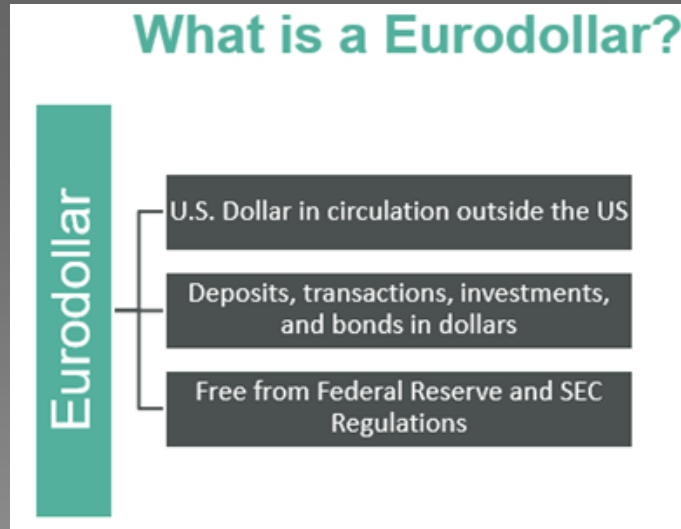 What is a Eurodollar?
Eurodollar
U.S. Dollar in circulation outside the US
Deposits, transactions, investments,
and bonds in dollars
Free from Federal Reserve and SEC
Regulations